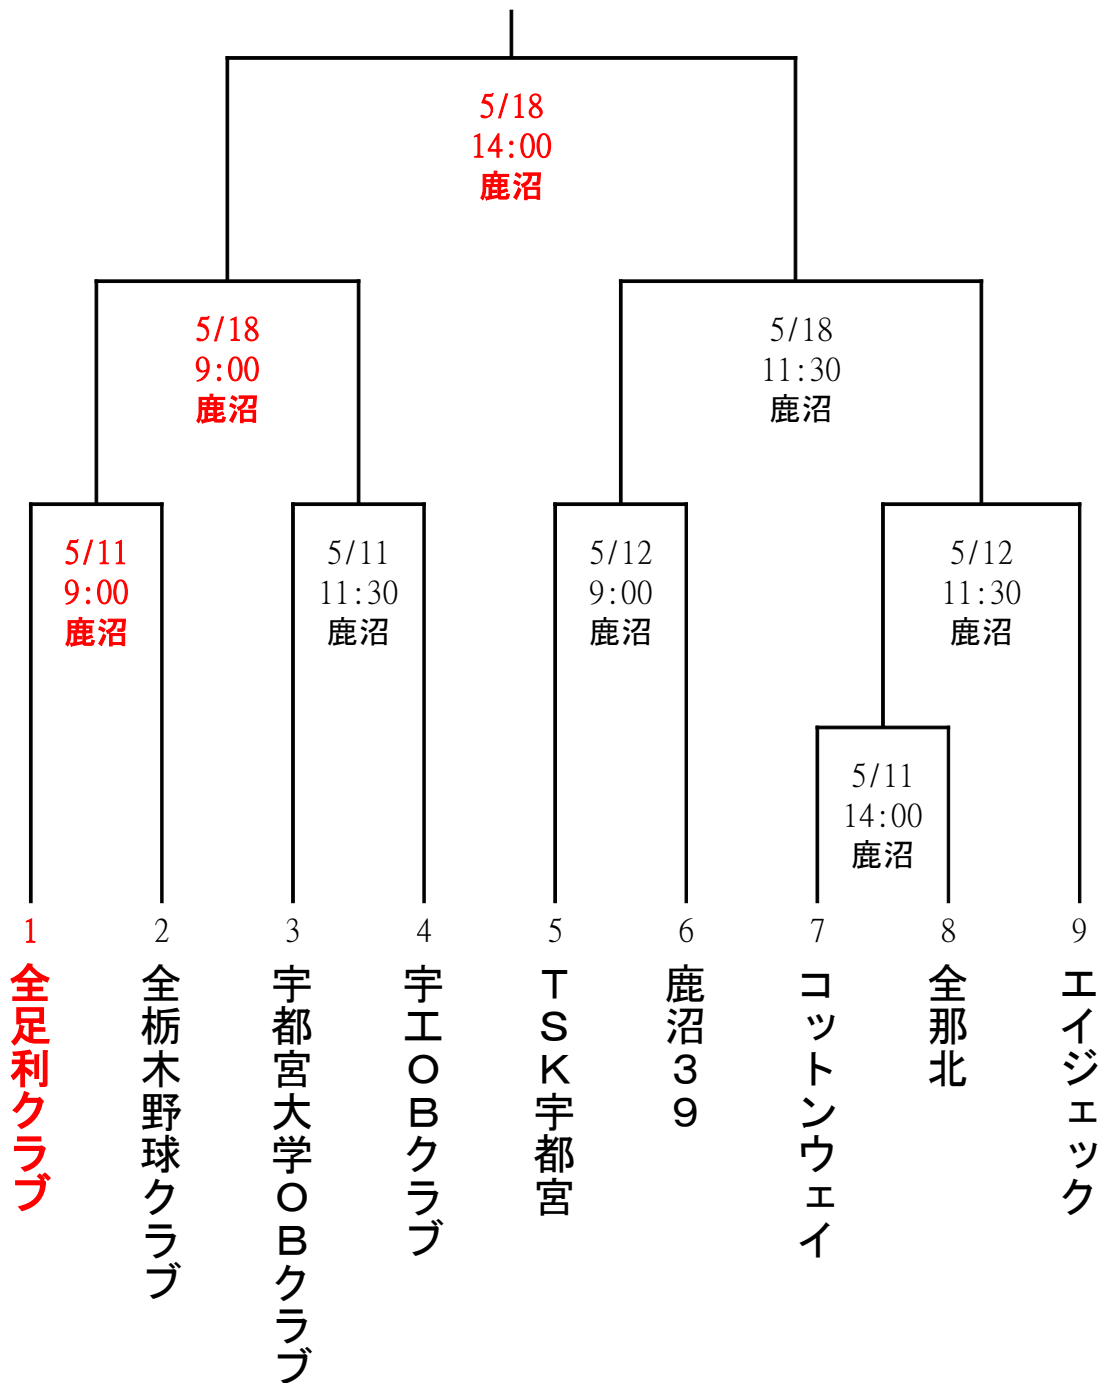 5/18
14:00
鹿沼
5/18
9:00
鹿沼
5/18
11:30
鹿沼
5/11
9:00
鹿沼
5/11
11:30
鹿沼
5/12
9:00
鹿沼
5/12
11:30
鹿沼
5/11
14:00
鹿沼
1
全足利クラブ
2
全栃木野球クラブ
3
宇都宮大学ＯＢクラブ
4
宇工ＯＢクラブ
5
ＴＳＫ宇都宮
6
鹿沼３９
7
コットンウェイ
8
全那北
9
エイジェック